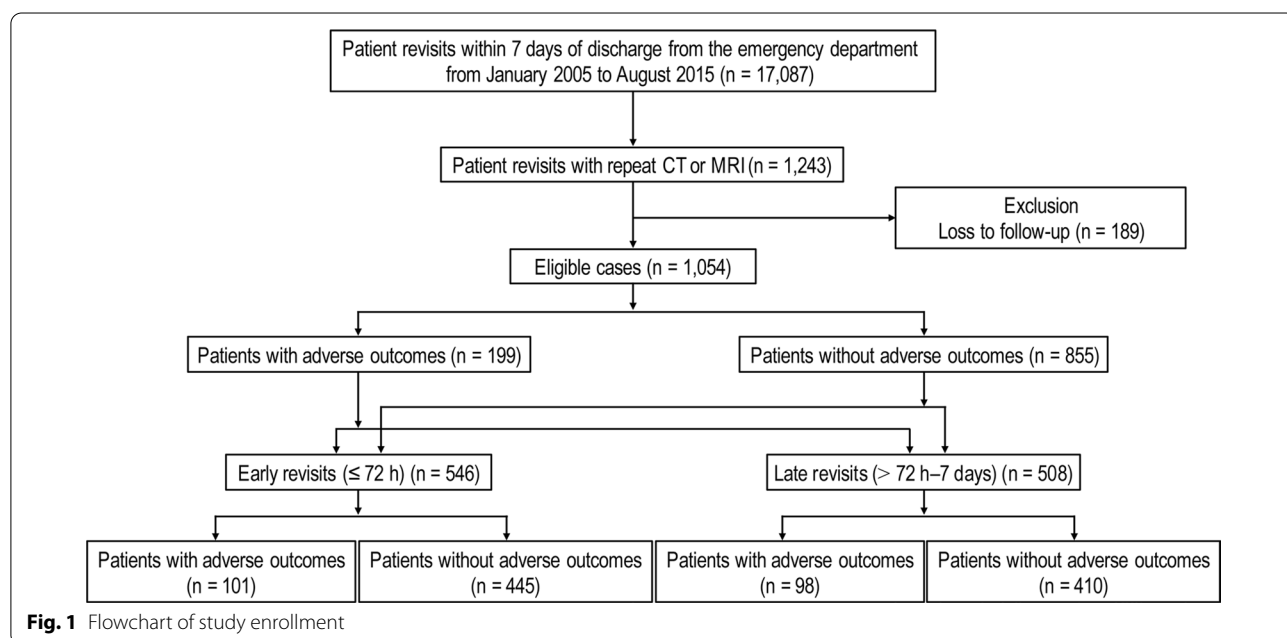 Patient revisits within 7 days of discharge from the emergency department
from January 2005 to August 2015 (n = 17,087)
Patient revisits with repeat CT or MRI (n = 1,243)
Exclusion
Loss to follow-up (n = 189)
Eligible cases (n = 1,054)
Patients with adverse outcomes (n = 199)
Patients without adverse outcomes (n = 855)
Early revisits (≤ 72 h) (n = 546)
Late revisits (> 72 h–7 days) (n = 508)
Patients with adverse outcomes
(n = 101)
Patients without adverse outcomes
(n = 445)
Patients with adverse outcomes
(n = 98)
Patients without adverse outcomes
(n = 410)
Fig. 1 Flowchart of study enrollment